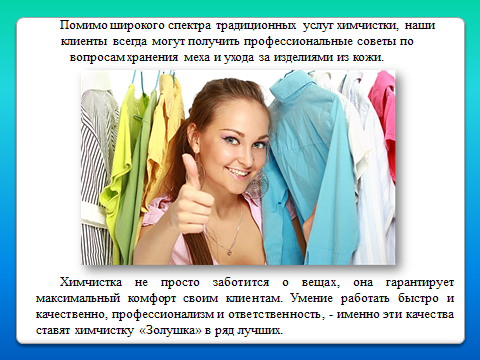 Помимо широкого спектра традиционных услуг химчистки, наши
клиенты всегда могут получить профессиональные советы по
вопросам хранения меха и ухода за изделиями из кожи.
Химчистка не просто заботится о вещах, она гарантирует
максимальный комфорт своим клиентам. Умение работать быстро и
качественно, профессионализм и ответственность, - именно эти качества
ставят химчистку «Золушка» в ряд лучших.